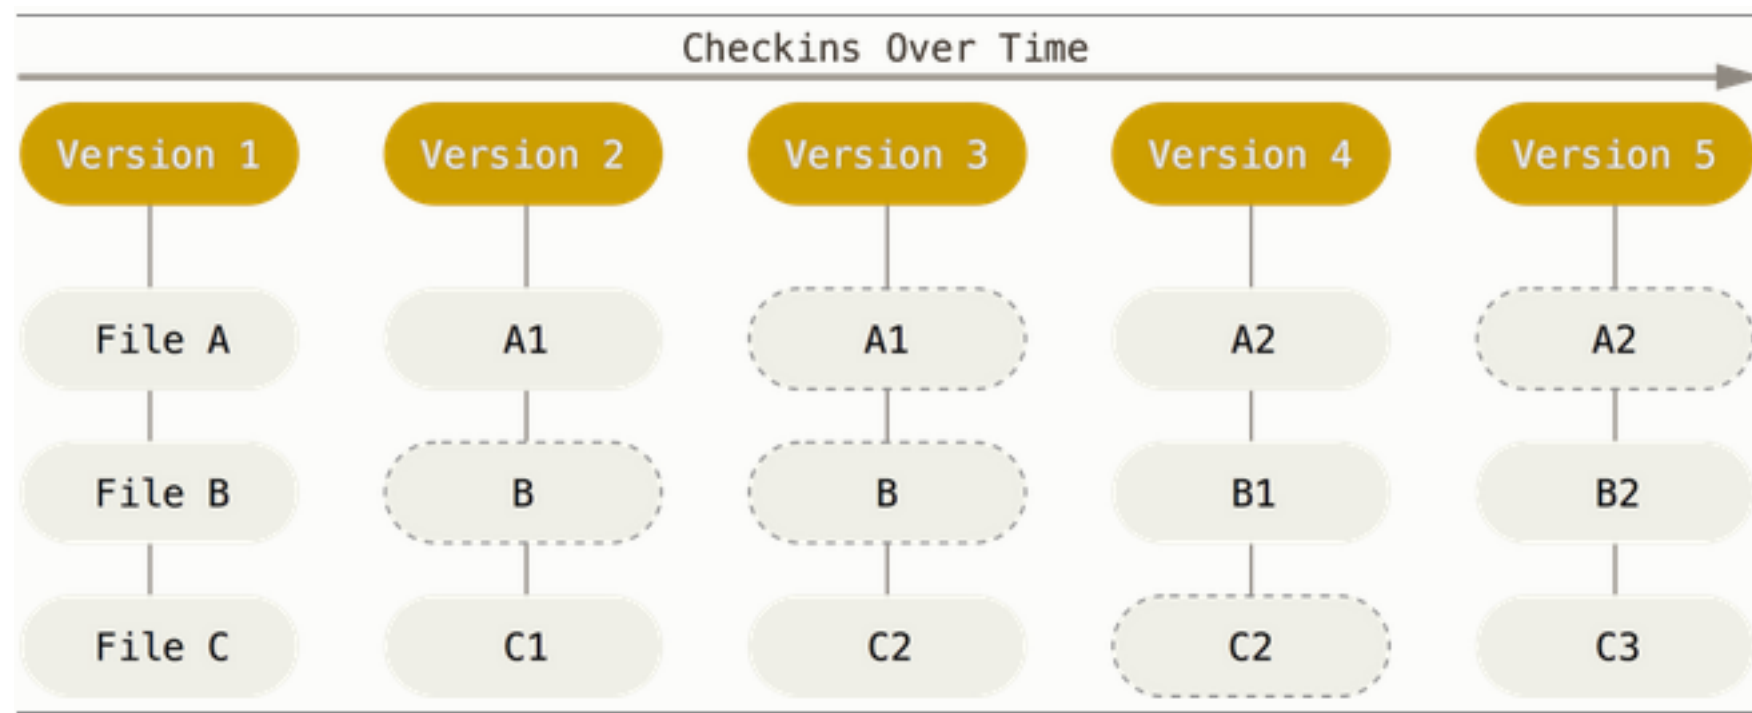 Checkins Over Time
Version 1 Version 2 Version 3 Version 4 Version 5
File A A1 A1 A2 A2
File B B B B1 B2
File C C1 C2 C2 C3